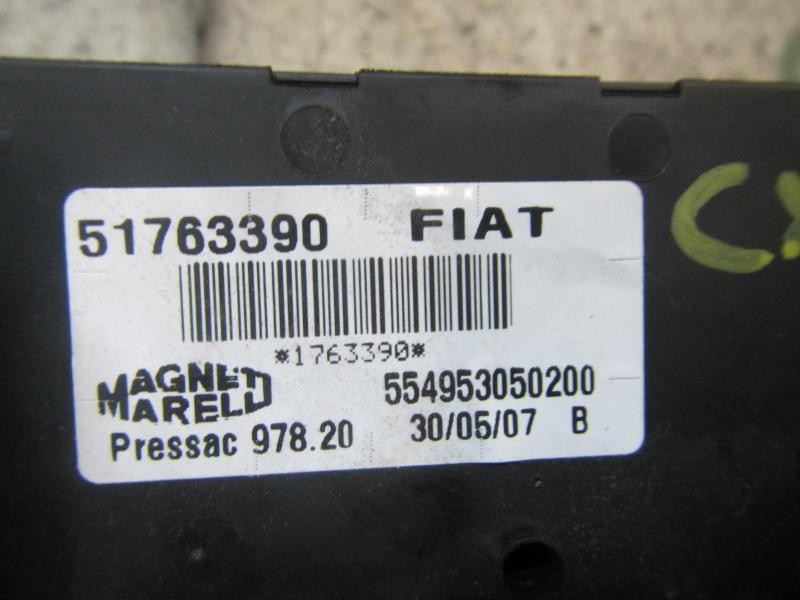 51763390 FIAT
*1763390*
MAGNETI
MARELLI
554953050200
Pressac 978.20
30/05/07 B